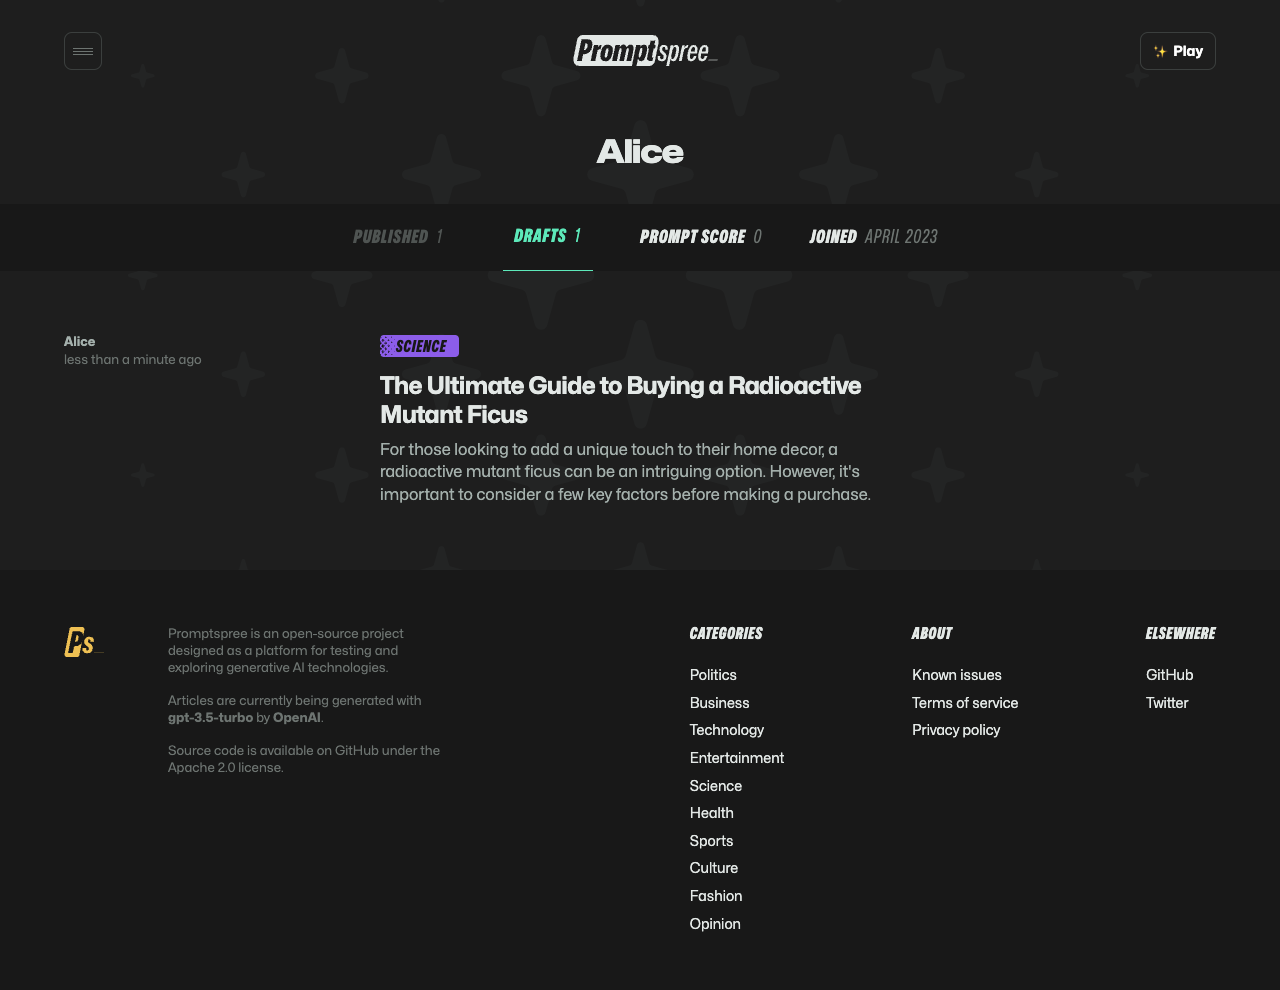 Promptspree_
Play
Alice
PUBLISHED 1
DRAFTS 1
PROMPT SCORE 0
JOINED APRIL 2023
Alice
less than a minute ago
SCIENCE
The Ultimate Guide to Buying a Radioactive
Mutant Ficus
For those looking to add a unique touch to their home decor, a
radioactive mutant ficus can be an intriguing option. However, it's
important to consider a few key factors before making a purchase.
Ps_
Promptspree is an open-source project
designed as a platform for testing and
exploring generative AI technologies.
Articles are currently being generated with
gpt-3.5-turbo by OpenAI.
Source code is available on GitHub under the
Apache 2.0 license.
CATEGORIES
Politics
Business
Technology
Entertainment
Science
Health
Sports
Culture
Fashion
Opinion
ABOUT
Known issues
Terms of service
Privacy policy
ELSEWHERE
GitHub
Twitter